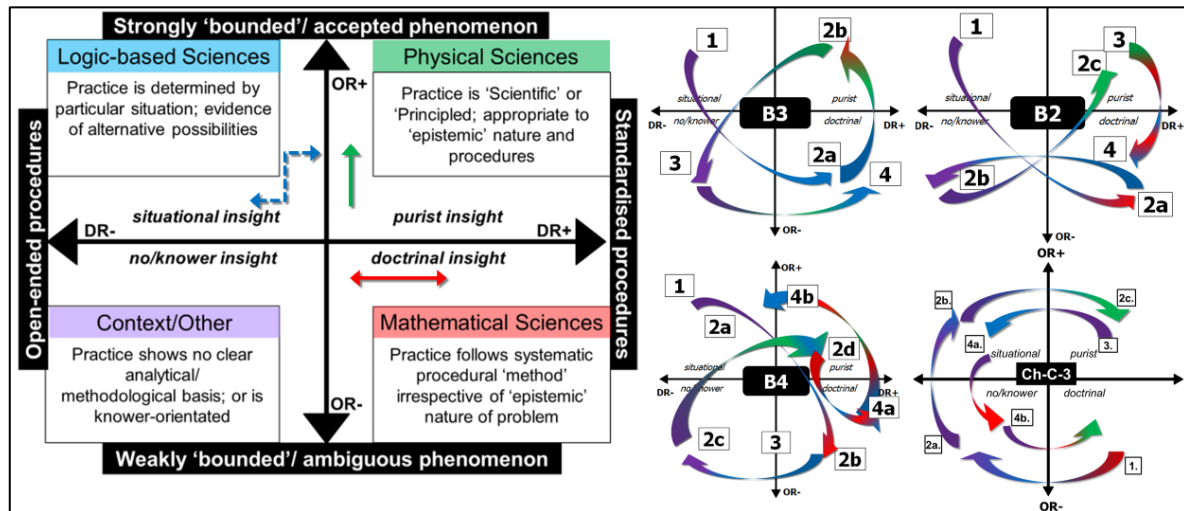 Strongly ‘bounded’/ accepted phenomenon
Logic-based Sciences
Practice is determined by
particular situation; evidence
of alternative possibilities
OR+
Physical Sciences
Practice is ‘Scientific’ or
‘Principled; appropriate to
‘epistemic’ nature and
procedures
Open-ended procedures
Standardised procedures
situational insight
purist insight
DR-
DR+
no/knower insight
doctrinal insight
Context/Other
Practice shows no clear
analytical/
methodological basis; or is
knower-orientated
OR-
Mathematical Sciences
Practice follows systematic
procedural ‘method’
irrespective of ‘epistemic’
nature of problem
Weakly ‘bounded’/ ambiguous phenomenon
1
2b
situational
purist
DR-
B3
DR+
no/knower
doctrinal
3
2a
4
OR-
1
3
2c
situational
purist
DR-
B2
DR+
no/knower
doctrinal
4
2b
2a
OR-
OR+
1
4b
2a
2d
situational
purist
DR-
B4
DR+
no/knower
doctrinal
4a
2c
3
2b
OR-
OR+
2b.
2c.
4a.
3.
situational
purist
Ch-C-3
no/knower
doctrinal
4b.
2a.
1.
OR-